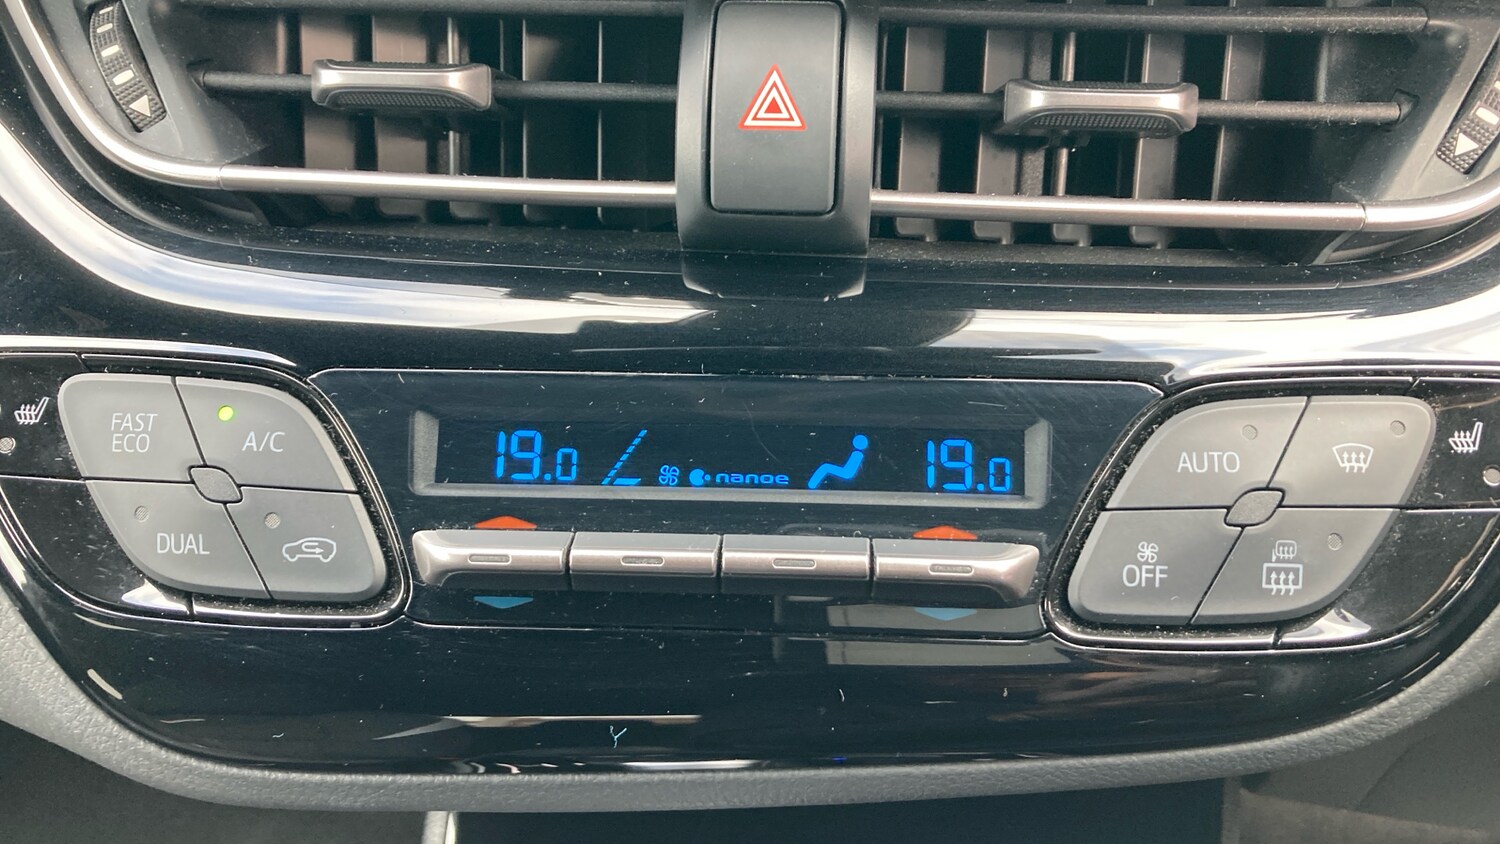 FAST
ECO
A/C
DUAL
19.0
nanoe
19.0
AUTO
OFF